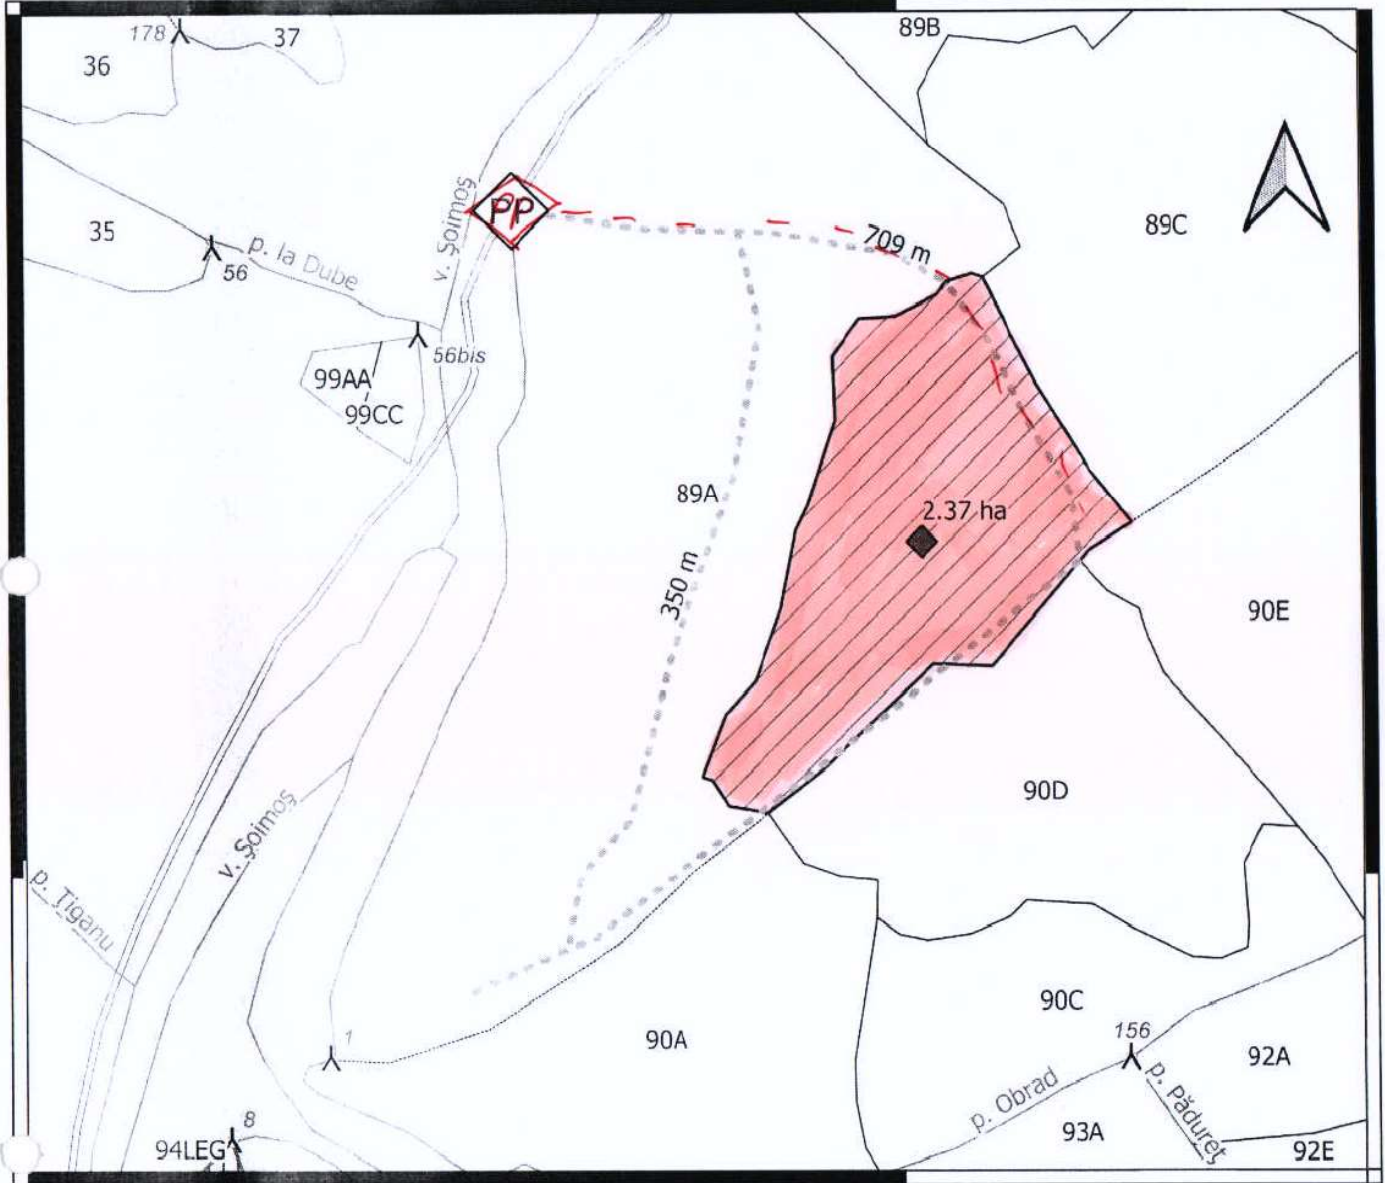 178
37
89B
36
PP
v. Şoimoş
89C
35
p. la Dube
709 m
56
56bis
99AA
99CC
89A
2.37 ha
350 m
90E
90D
v. Şoimoş
p. Ţiganu
90C
1
90A
156
92A
p. Obrad
p. Pădureţ
8
94LEG
93A
92E